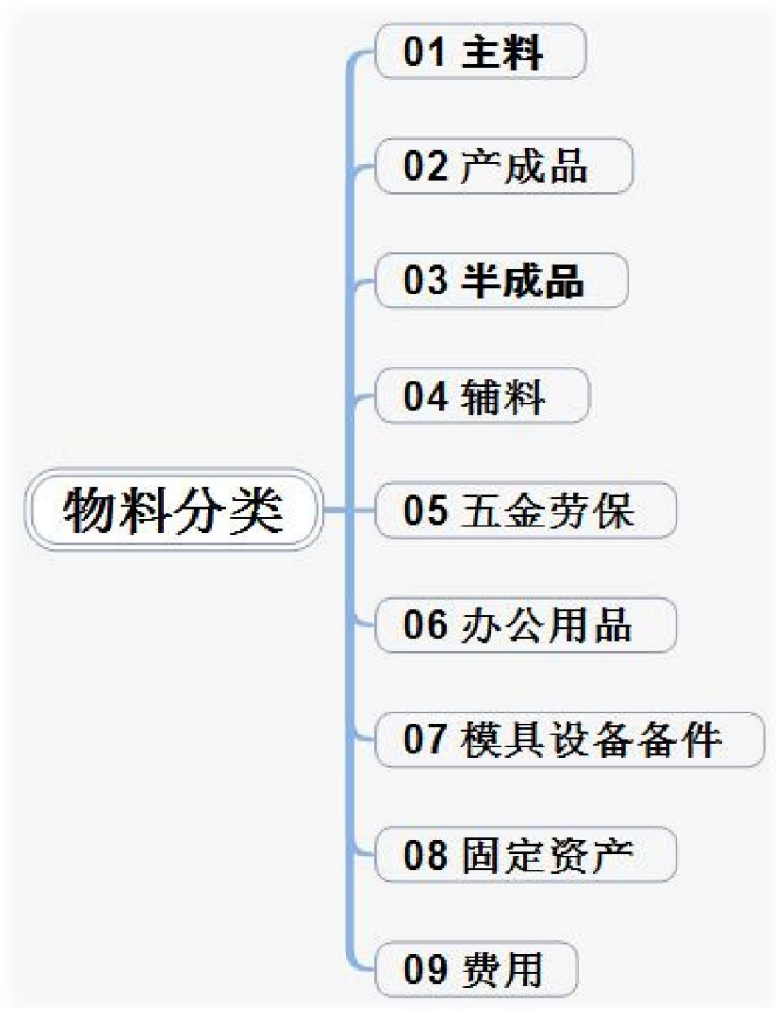 物料分类
01 主料
02 产成品
03 半成品
04 辅料
05 五金劳保
06 办公用品
07 模具设备备件
08 固定资产
09 费用